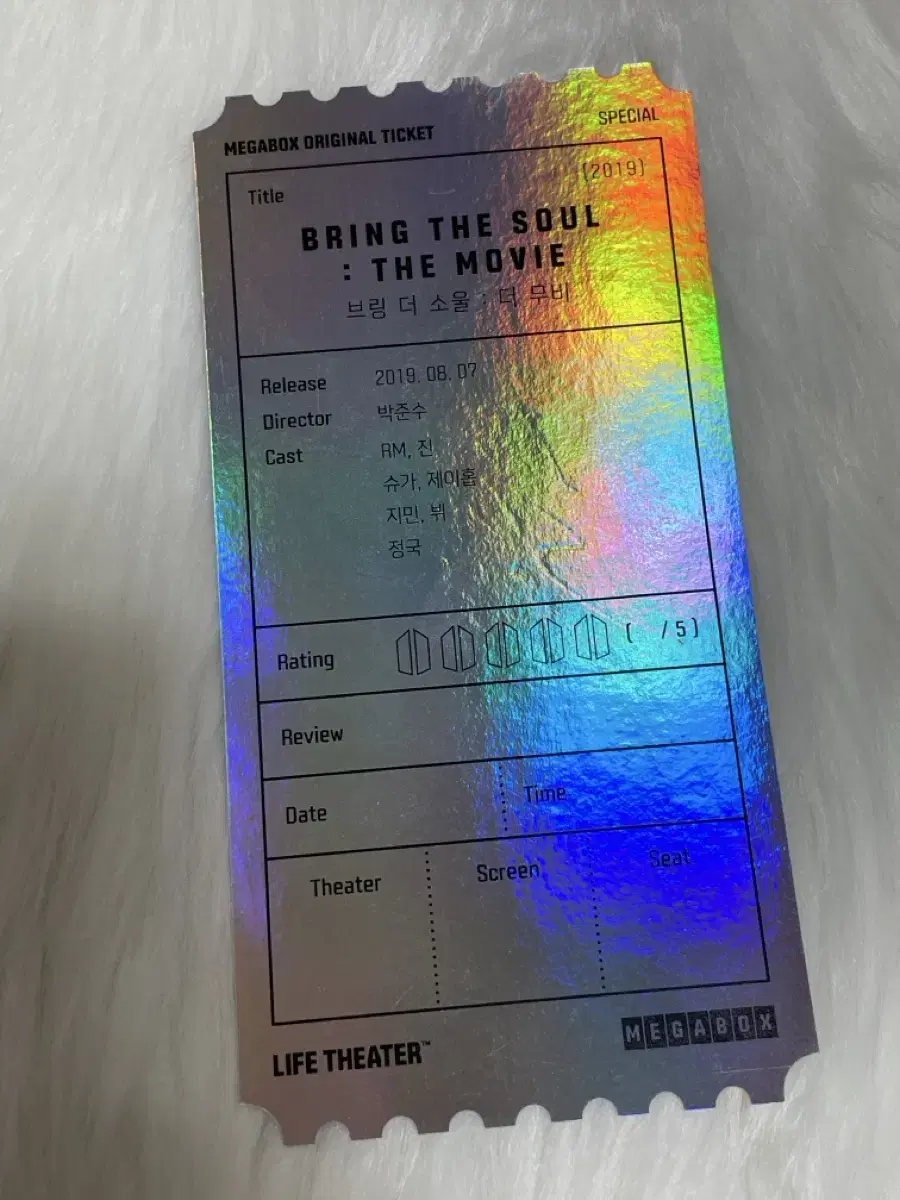 MEGABOX ORIGINAL TICKET
SPECIAL
Title
(2019)
BRING THE SOUL
: THE MOVIE
브링 더 소울 : 더 무비
Release 2019. 08. 07
Director 박준수
Cast RM, 진
슈가, 제이홉
지민, 뷔
정국
Rating ( /5)
Review
Date Time
Theater Screen Seat
LIFE THEATER™
MEGABOX